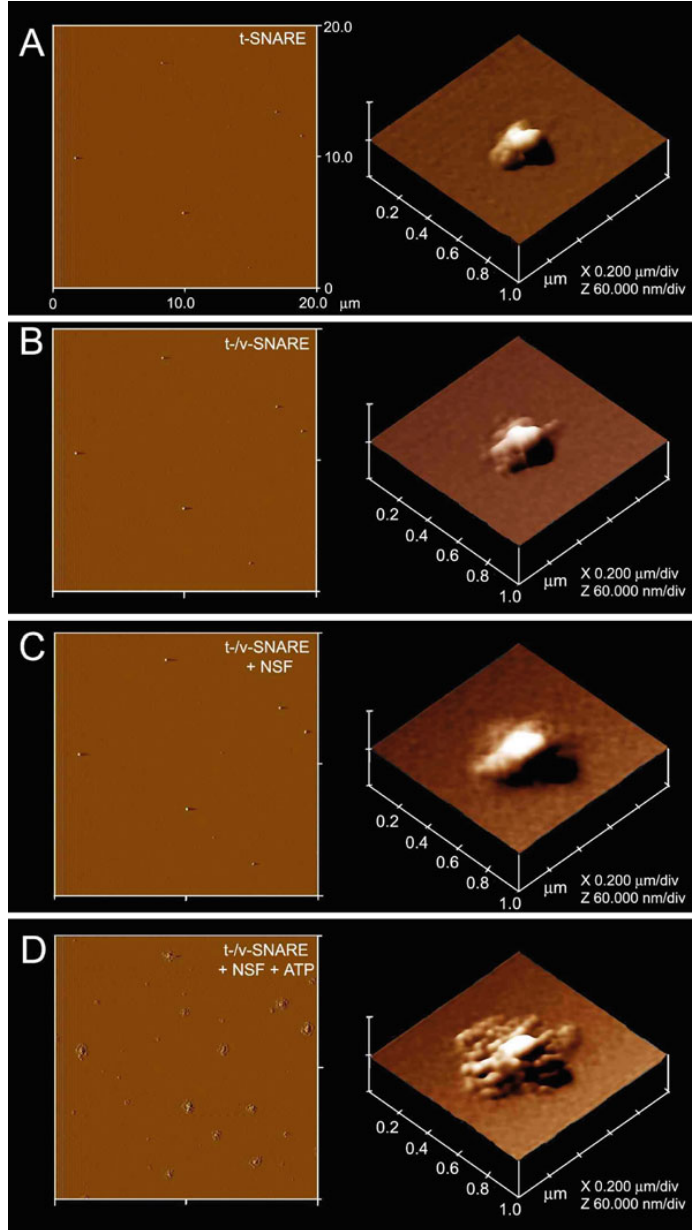 A
t-SNARE
20.0
10.0
0
0
10.0
20.0
μm
0.2
0.4
0.6
0.8
1.0
μm
X 0.200 μm/div
Z 60.000 nm/div
B
t-/v-SNARE
0.2
0.4
0.6
0.8
1.0
μm
X 0.200 μm/div
Z 60.000 nm/div
C
t-/v-SNARE
+ NSF
0.2
0.4
0.6
0.8
1.0
μm
X 0.200 μm/div
Z 60.000 nm/div
D
t-/v-SNARE
+ NSF + ATP
0.2
0.4
0.6
0.8
1.0
μm
X 0.200 μm/div
Z 60.000 nm/div